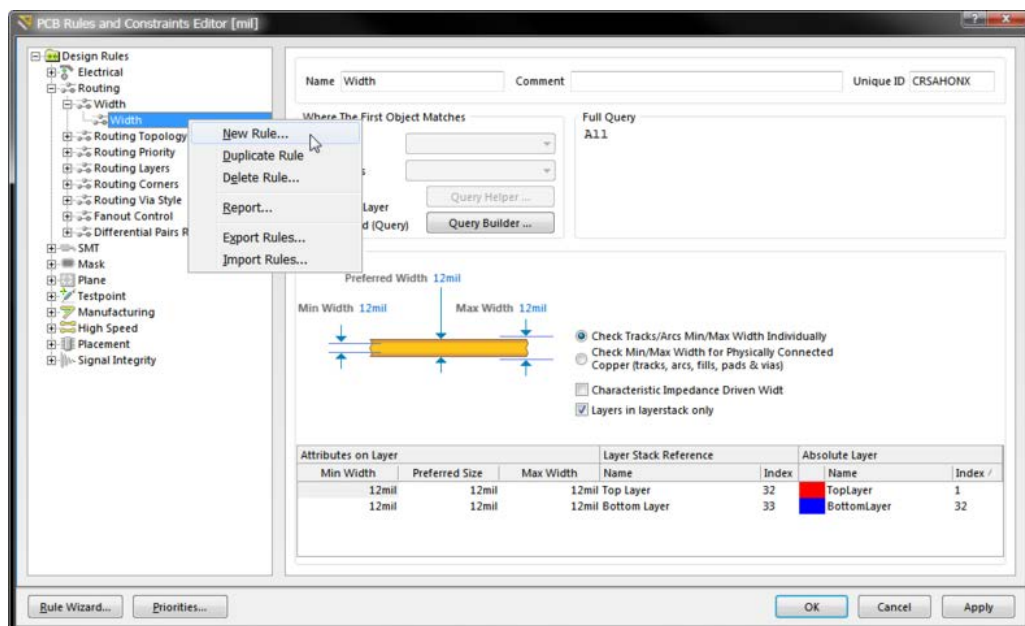 PCB Rules and Constraints Editor [mil]
Design Rules
Electrical
Routing
Width
Width
Routing Topology
Routing Priority
Routing Layers
Routing Corners
Routing Via Style
Fanout Control
Differential Pairs R
SMT
Mask
Plane
Testpoint
Manufacturing
High Speed
Placement
Signal Integrity
New Rule...
Duplicate Rule
Delete Rule...
Report...
Export Rules...
Import Rules...
Name Width Comment Unique ID CRSAHONX
Where The First Object Matches
Full Query
All
Query Helper ...
Layer
d (Query) Query Builder ...
Preferred Width 12mil
Min Width 12mil Max Width 12mil
Check Tracks/Arcs Min/Max Width Individually
Check Min/Max Width for Physically Connected
Copper (tracks, arcs, fills, pads & vias)
Characteristic Impedance Driven Widt
Layers in layerstack only
Attributes on Layer Layer Stack Reference Absolute Layer
Min Width Preferred Size Max Width Name Index Name Index
12mil 12mil 12mil Top Layer 32 TopLayer 1
12mil 12mil 12mil Bottom Layer 33 BottomLayer 32
Rule Wizard... Priorities... OK Cancel Apply